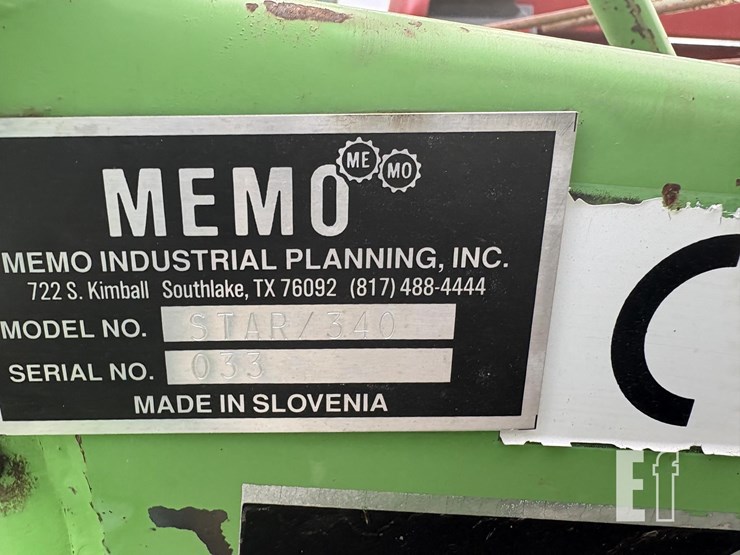 ME MO
MEMO
MEMO INDUSTRIAL PLANNING, INC.
722 S. Kimball Southlake, TX 76092 (817) 488-4444
MODEL NO. STAR/340
SERIAL NO. 033
MADE IN SLOVENIA
C
Ef